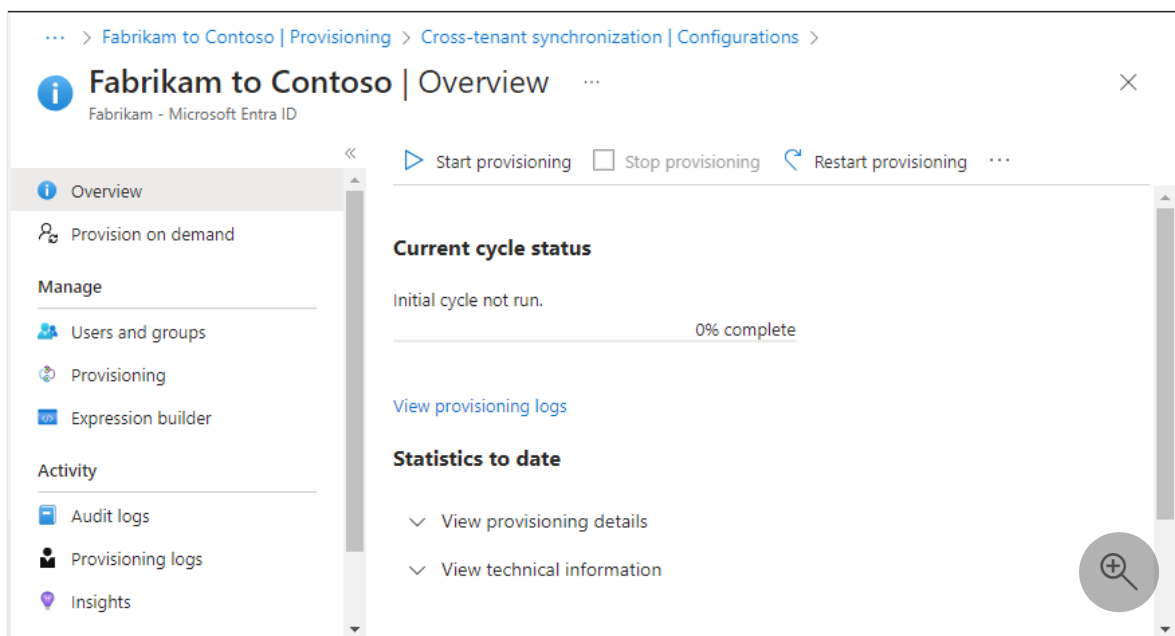 ··· > Fabrikam to Contoso | Provisioning > Cross-tenant synchronization | Configurations >
Fabrikam to Contoso | Overview ···
Fabrikam - Microsoft Entra ID
Start provisioning Stop provisioning Restart provisioning ···
Overview
Provision on demand
Manage
Users and groups
Provisioning
Expression builder
Activity
Audit logs
Provisioning logs
Insights
Current cycle status
Initial cycle not run.
0% complete
View provisioning logs
Statistics to date
View provisioning details
View technical information